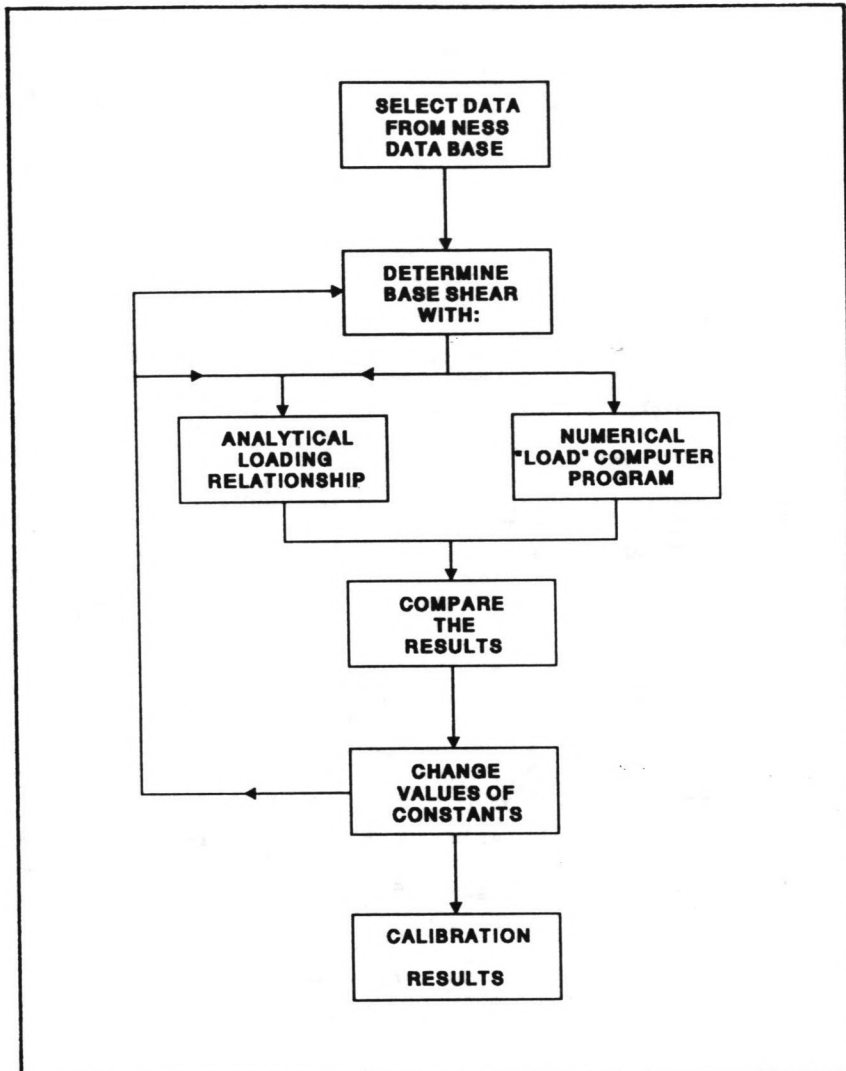 SELECT DATA
FROM NESS
DATA BASE
DETERMINE
BASE SHEAR
WITH:
ANALYTICAL
LOADING
RELATIONSHIP
NUMERICAL
"LOAD" COMPUTER
PROGRAM
COMPARE
THE
RESULTS
CHANGE
VALUES OF
CONSTANTS
CALIBRATION
RESULTS